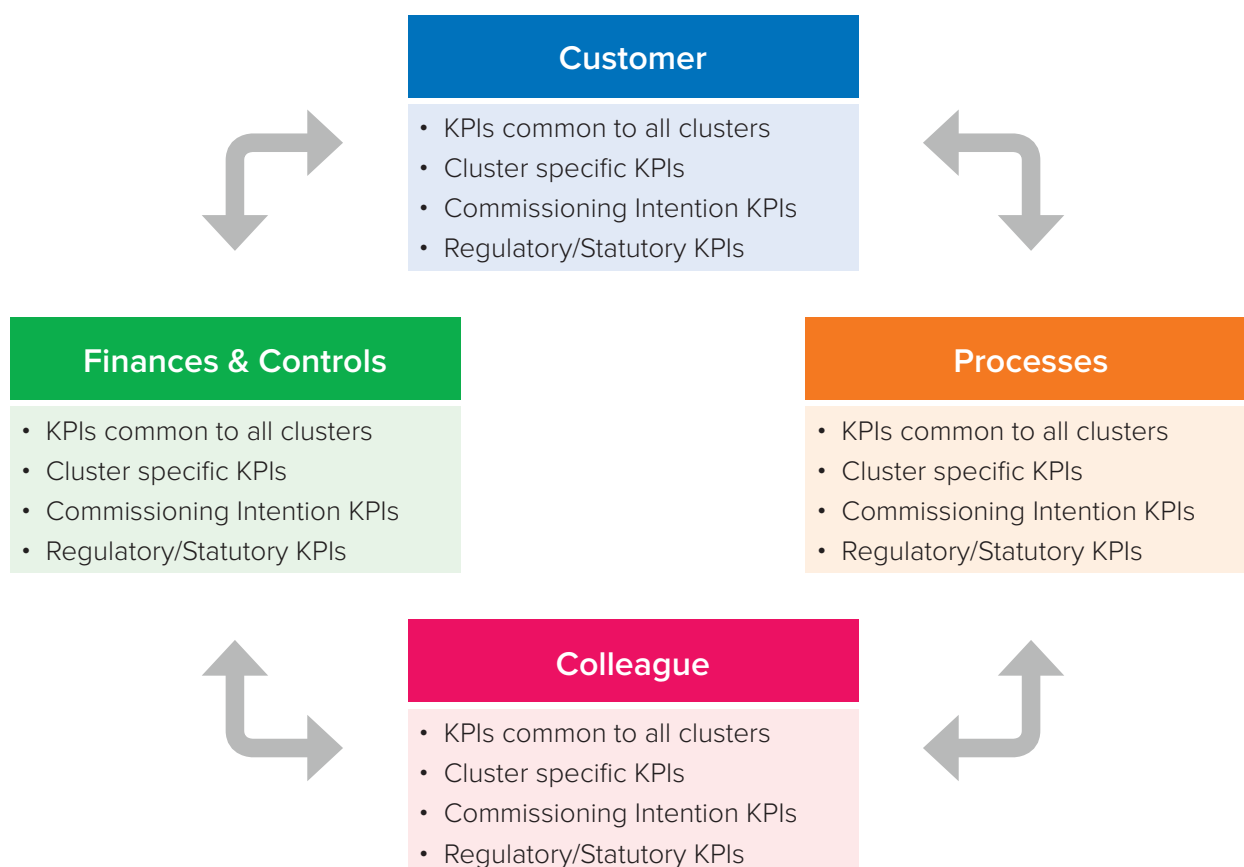 Customer
• KPIs common to all clusters
• Cluster specific KPIs
• Commissioning Intention KPIs
• Regulatory/Statutory KPIs
Finances & Controls
• KPIs common to all clusters
• Cluster specific KPIs
• Commissioning Intention KPIs
• Regulatory/Statutory KPIs
Processes
• KPIs common to all clusters
• Cluster specific KPIs
• Commissioning Intention KPIs
• Regulatory/Statutory KPIs
Colleague
• KPIs common to all clusters
• Cluster specific KPIs
• Commissioning Intention KPIs
• Regulatory/Statutory KPIs